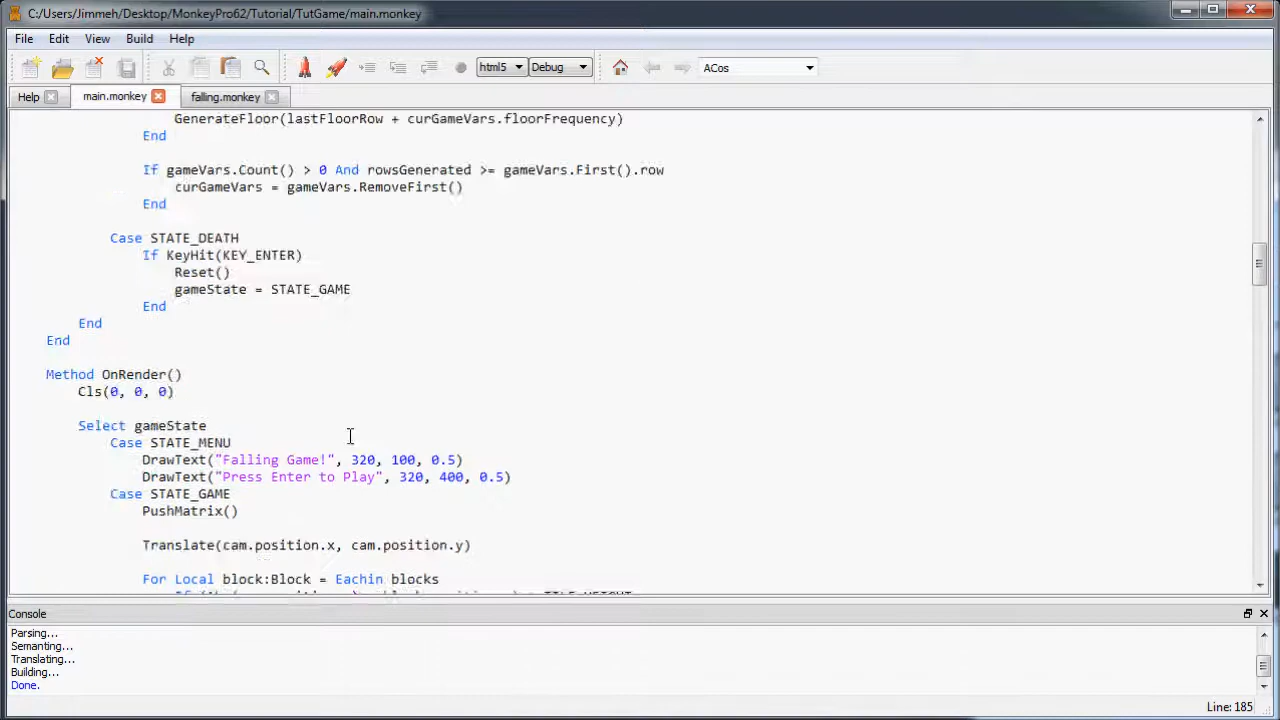 C:/Users/Jimmeh/Desktop/MonkeyPro62/Tutorial/TutGame/main.monkey
File Edit View Build Help
html5 Debug ACos
Help main.monkey falling.monkey
GenerateFloor(lastFloorRow + curGameVars.floorFrequency)
End
If gameVars.Count() > 0 And rowsGenerated >= gameVars.First().row
curGameVars = gameVars.RemoveFirst()
End
Case STATE_DEATH
If KeyHit(KEY_ENTER)
Reset()
gameState = STATE_GAME
End
End
End
Method OnRender()
Cls(0, 0, 0)
Select gameState
Case STATE_MENU
DrawText("Falling Game!", 320, 100, 0.5)
DrawText("Press Enter to Play", 320, 400, 0.5)
Case STATE_GAME
PushMatrix()
Translate(cam.position.x, cam.position.y)
For Local block:Block = Eachin blocks
Console
Parsing...
Semanting...
Translating...
Building...
Done.
Line: 185